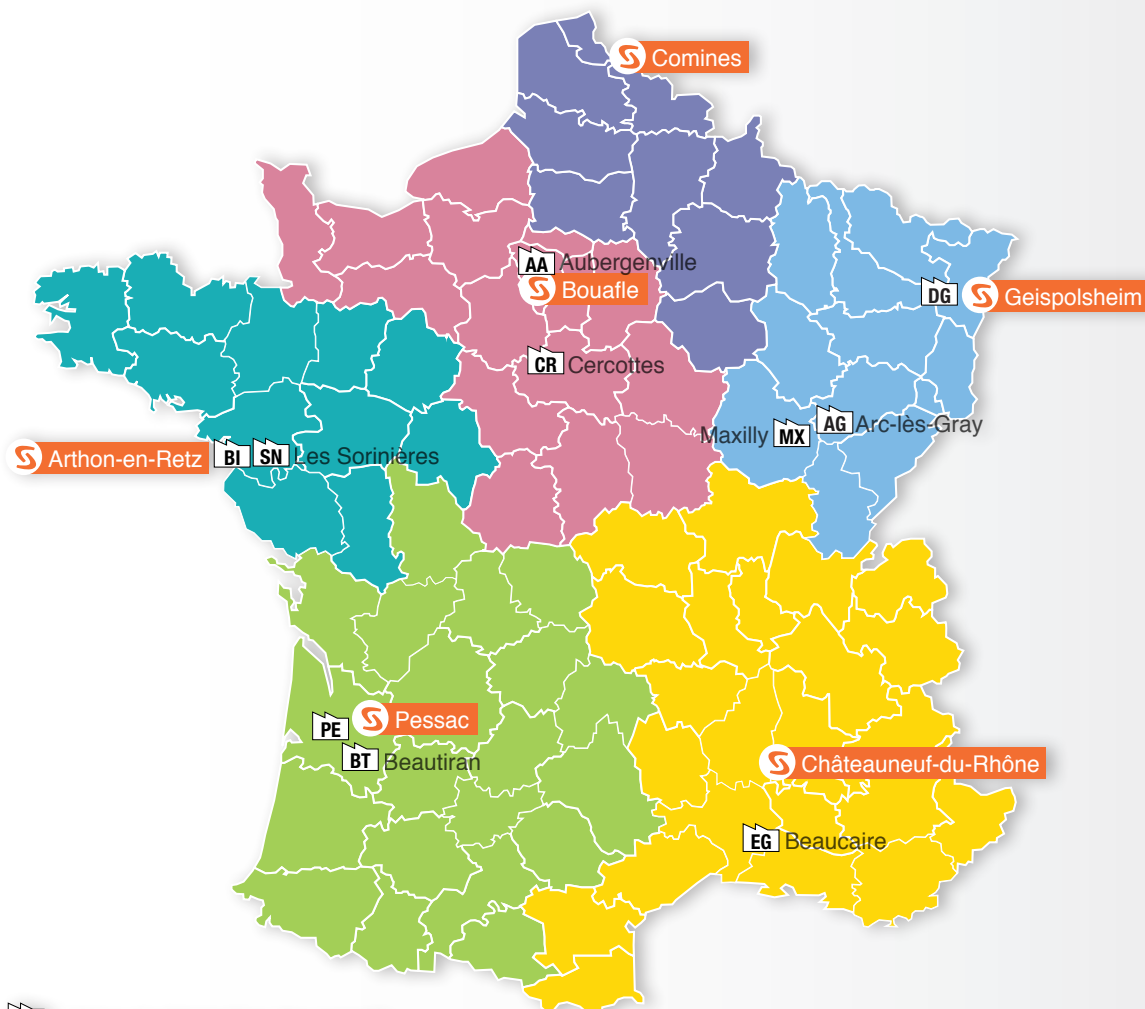 Comines
AA Aubergenville
Bouafle
DG Geispolsheim
CR Cercottes
Maxilly MX
AG Arc-lès-Gray
Arthon-en-Retz
BI
SN Les Sorinières
PE
Pessac
BT Beautiran
Châteauneuf-du-Rhône
EG Beaucaire